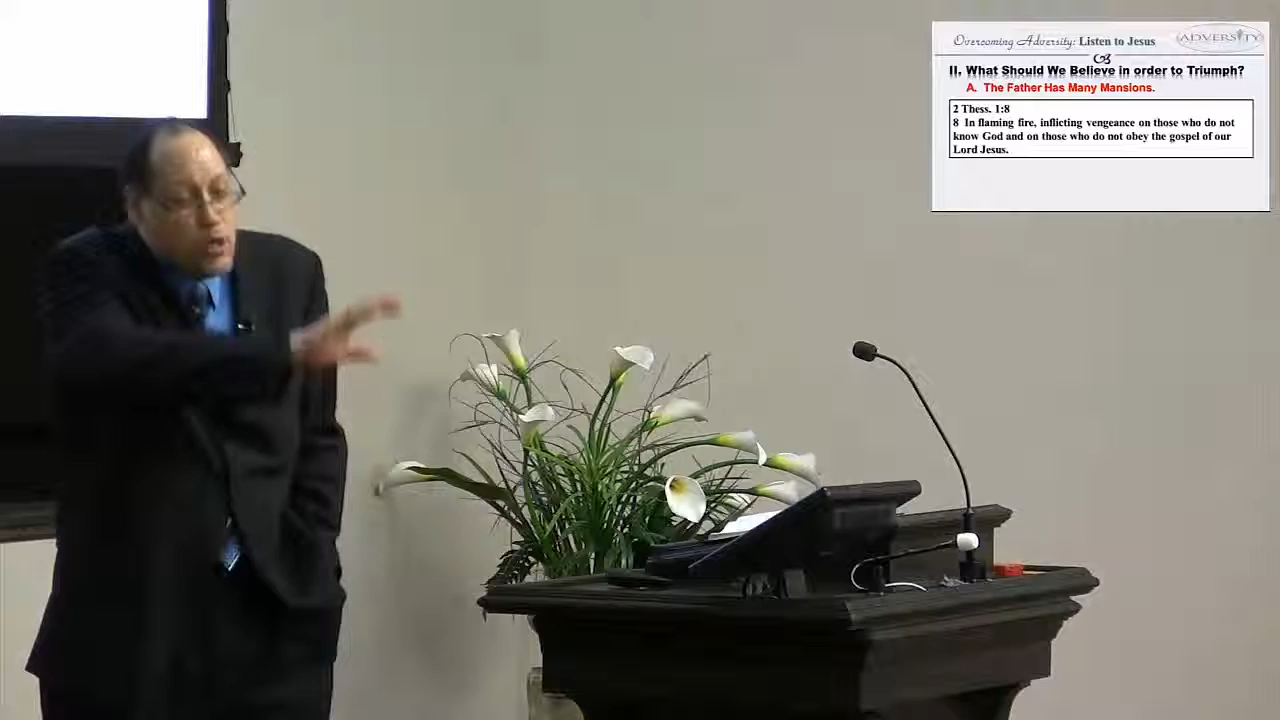 Overcoming Adversity: Listen to Jesus
ADVERSITY
II. What Should We Believe in order to Triumph?
A. The Father Has Many Mansions.
2 Thess. 1:8
8 In flaming fire, inflicting vengeance on those who do not
know God and on those who do not obey the gospel of our
Lord Jesus.